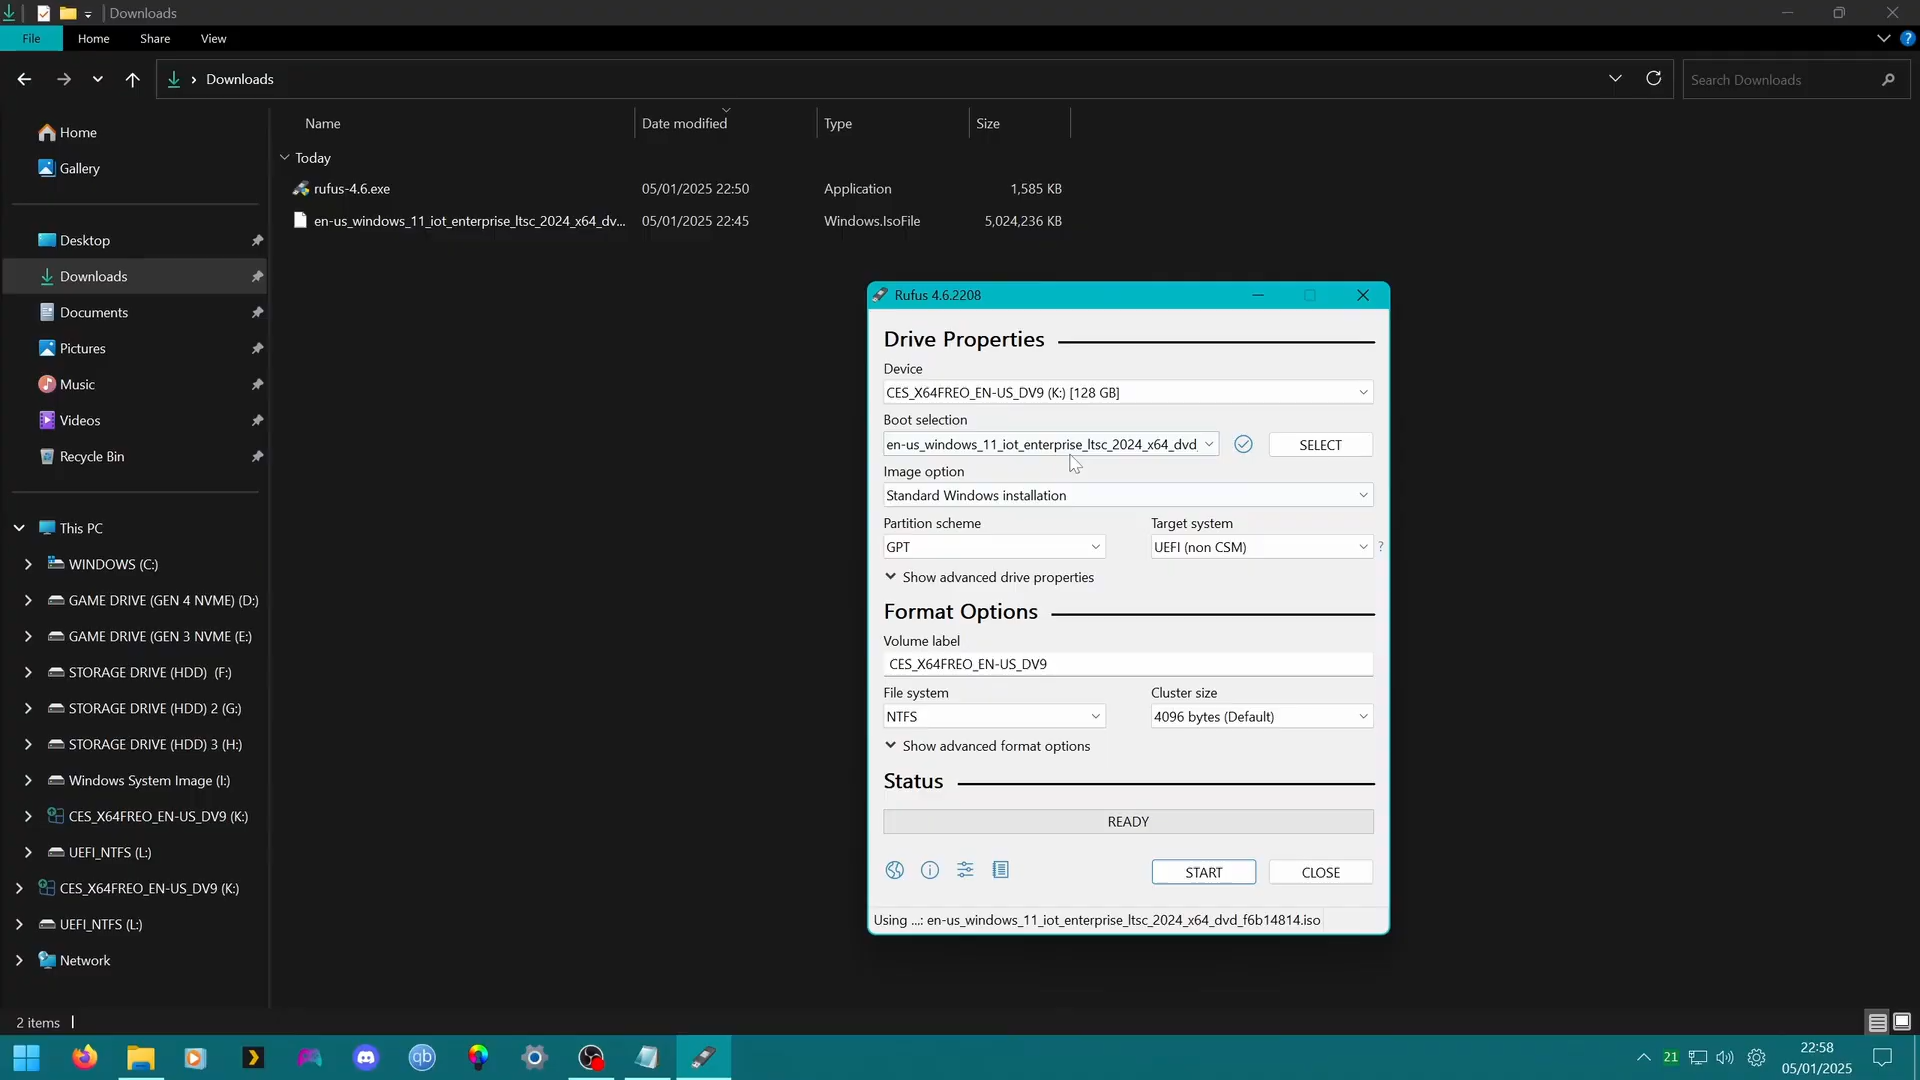 Downloads
File
Home
Share
View
Downloads
Search Downloads
Name
Date modified
Type
Size
Today
rufus-4.6.exe
05/01/2025 22:50
Application
1,585 KB
en-us_windows_11_iot_enterprise_ltsc_2024_x64_dv...
05/01/2025 22:45
Windows.IsoFile
5,024,236 KB
Home
Gallery
Desktop
Downloads
Documents
Pictures
Music
Videos
Recycle Bin
This PC
WINDOWS (C:)
GAME DRIVE (GEN 4 NVME) (D:)
GAME DRIVE (GEN 3 NVME (E:)
STORAGE DRIVE (HDD)  (F:)
STORAGE DRIVE (HDD) 2 (G:)
STORAGE DRIVE (HDD) 3 (H:)
Windows System Image (I:)
CES_X64FREO_EN-US_DV9 (K:)
UEFI_NTFS (L:)
CES_X64FREO_EN-US_DV9 (K:)
UEFI_NTFS (L:)
Network
2 items
Rufus 4.6.2208
Drive Properties
Device
CES_X64FREO_EN-US_DV9 (K:) [128 GB]
Boot selection
en-us_windows_11_iot_enterprise_ltsc_2024_x64_dvd_
SELECT
Image option
Standard Windows installation
Partition scheme
Target system
GPT
UEFI (non CSM)
?
Show advanced drive properties
Format Options
Volume label
CES_X64FREO_EN-US_DV9
File system
Cluster size
NTFS
4096 bytes (Default)
Show advanced format options
Status
READY
START
CLOSE
Using ...: en-us_windows_11_iot_enterprise_ltsc_2024_x64_dvd_f6b14814.iso
qb
21
22:58
05/01/2025